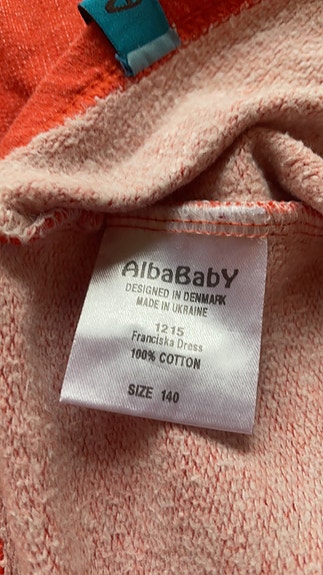 AlbaBabY
DESIGNED IN DENMARK
MADE IN UKRAINE
1215
Franciska Dress
100% COTTON
SIZE 140